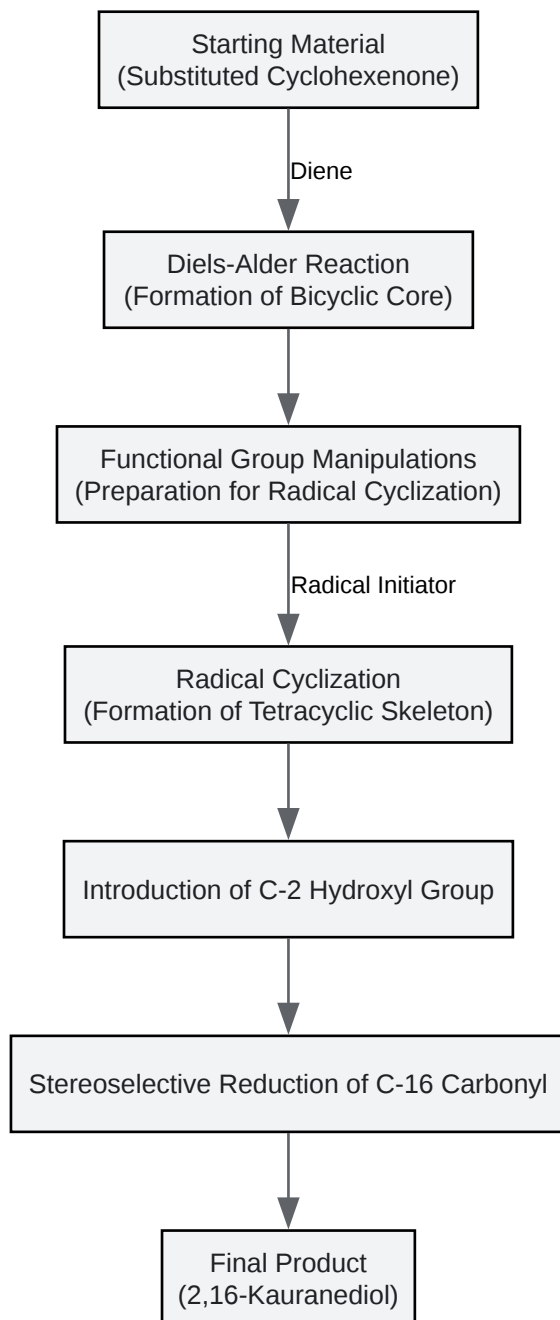 Starting Material
(Substituted Cyclohexenone)
Diene
Diels-Alder Reaction
(Formation of Bicyclic Core)
Functional Group Manipulations
(Preparation for Radical Cyclization)
Radical Initiator
Radical Cyclization
(Formation of Tetracyclic Skeleton)
Introduction of C-2 Hydroxyl Group
Stereoselective Reduction of C-16 Carbonyl
Final Product
(2,16-Kauranediol)